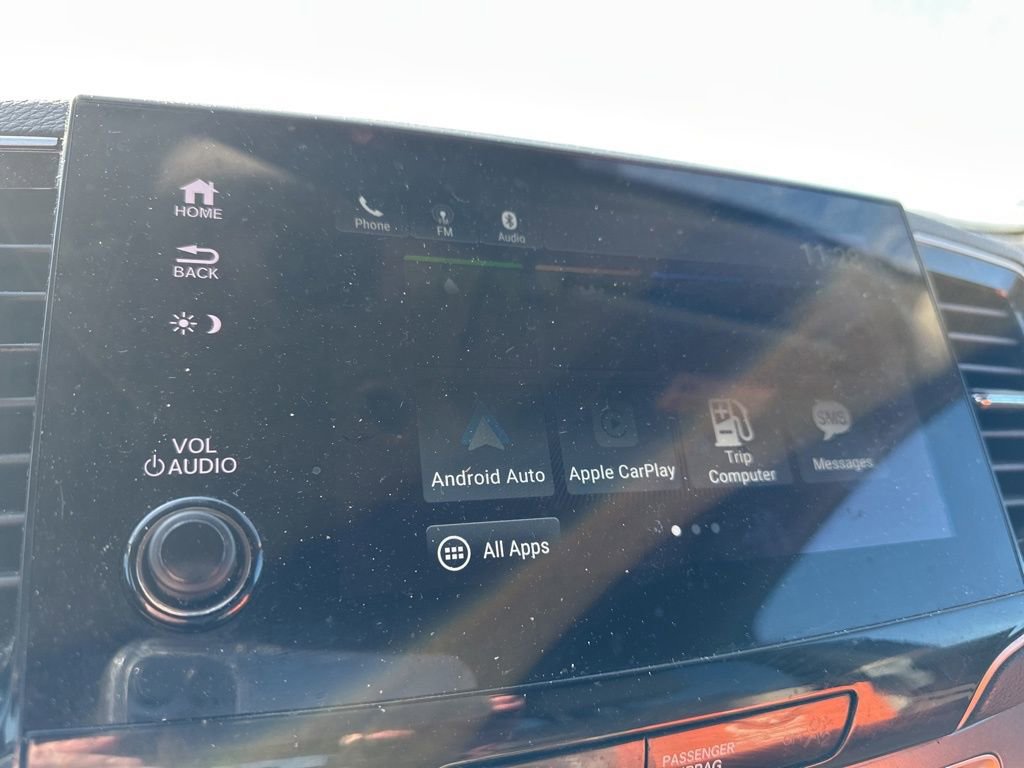 HOME
BACK
VOL
AUDIO
Phone
FM
Audio
Android Auto
Apple CarPlay
Trip
Computer
SMS
Messages
All Apps
PASSENGER